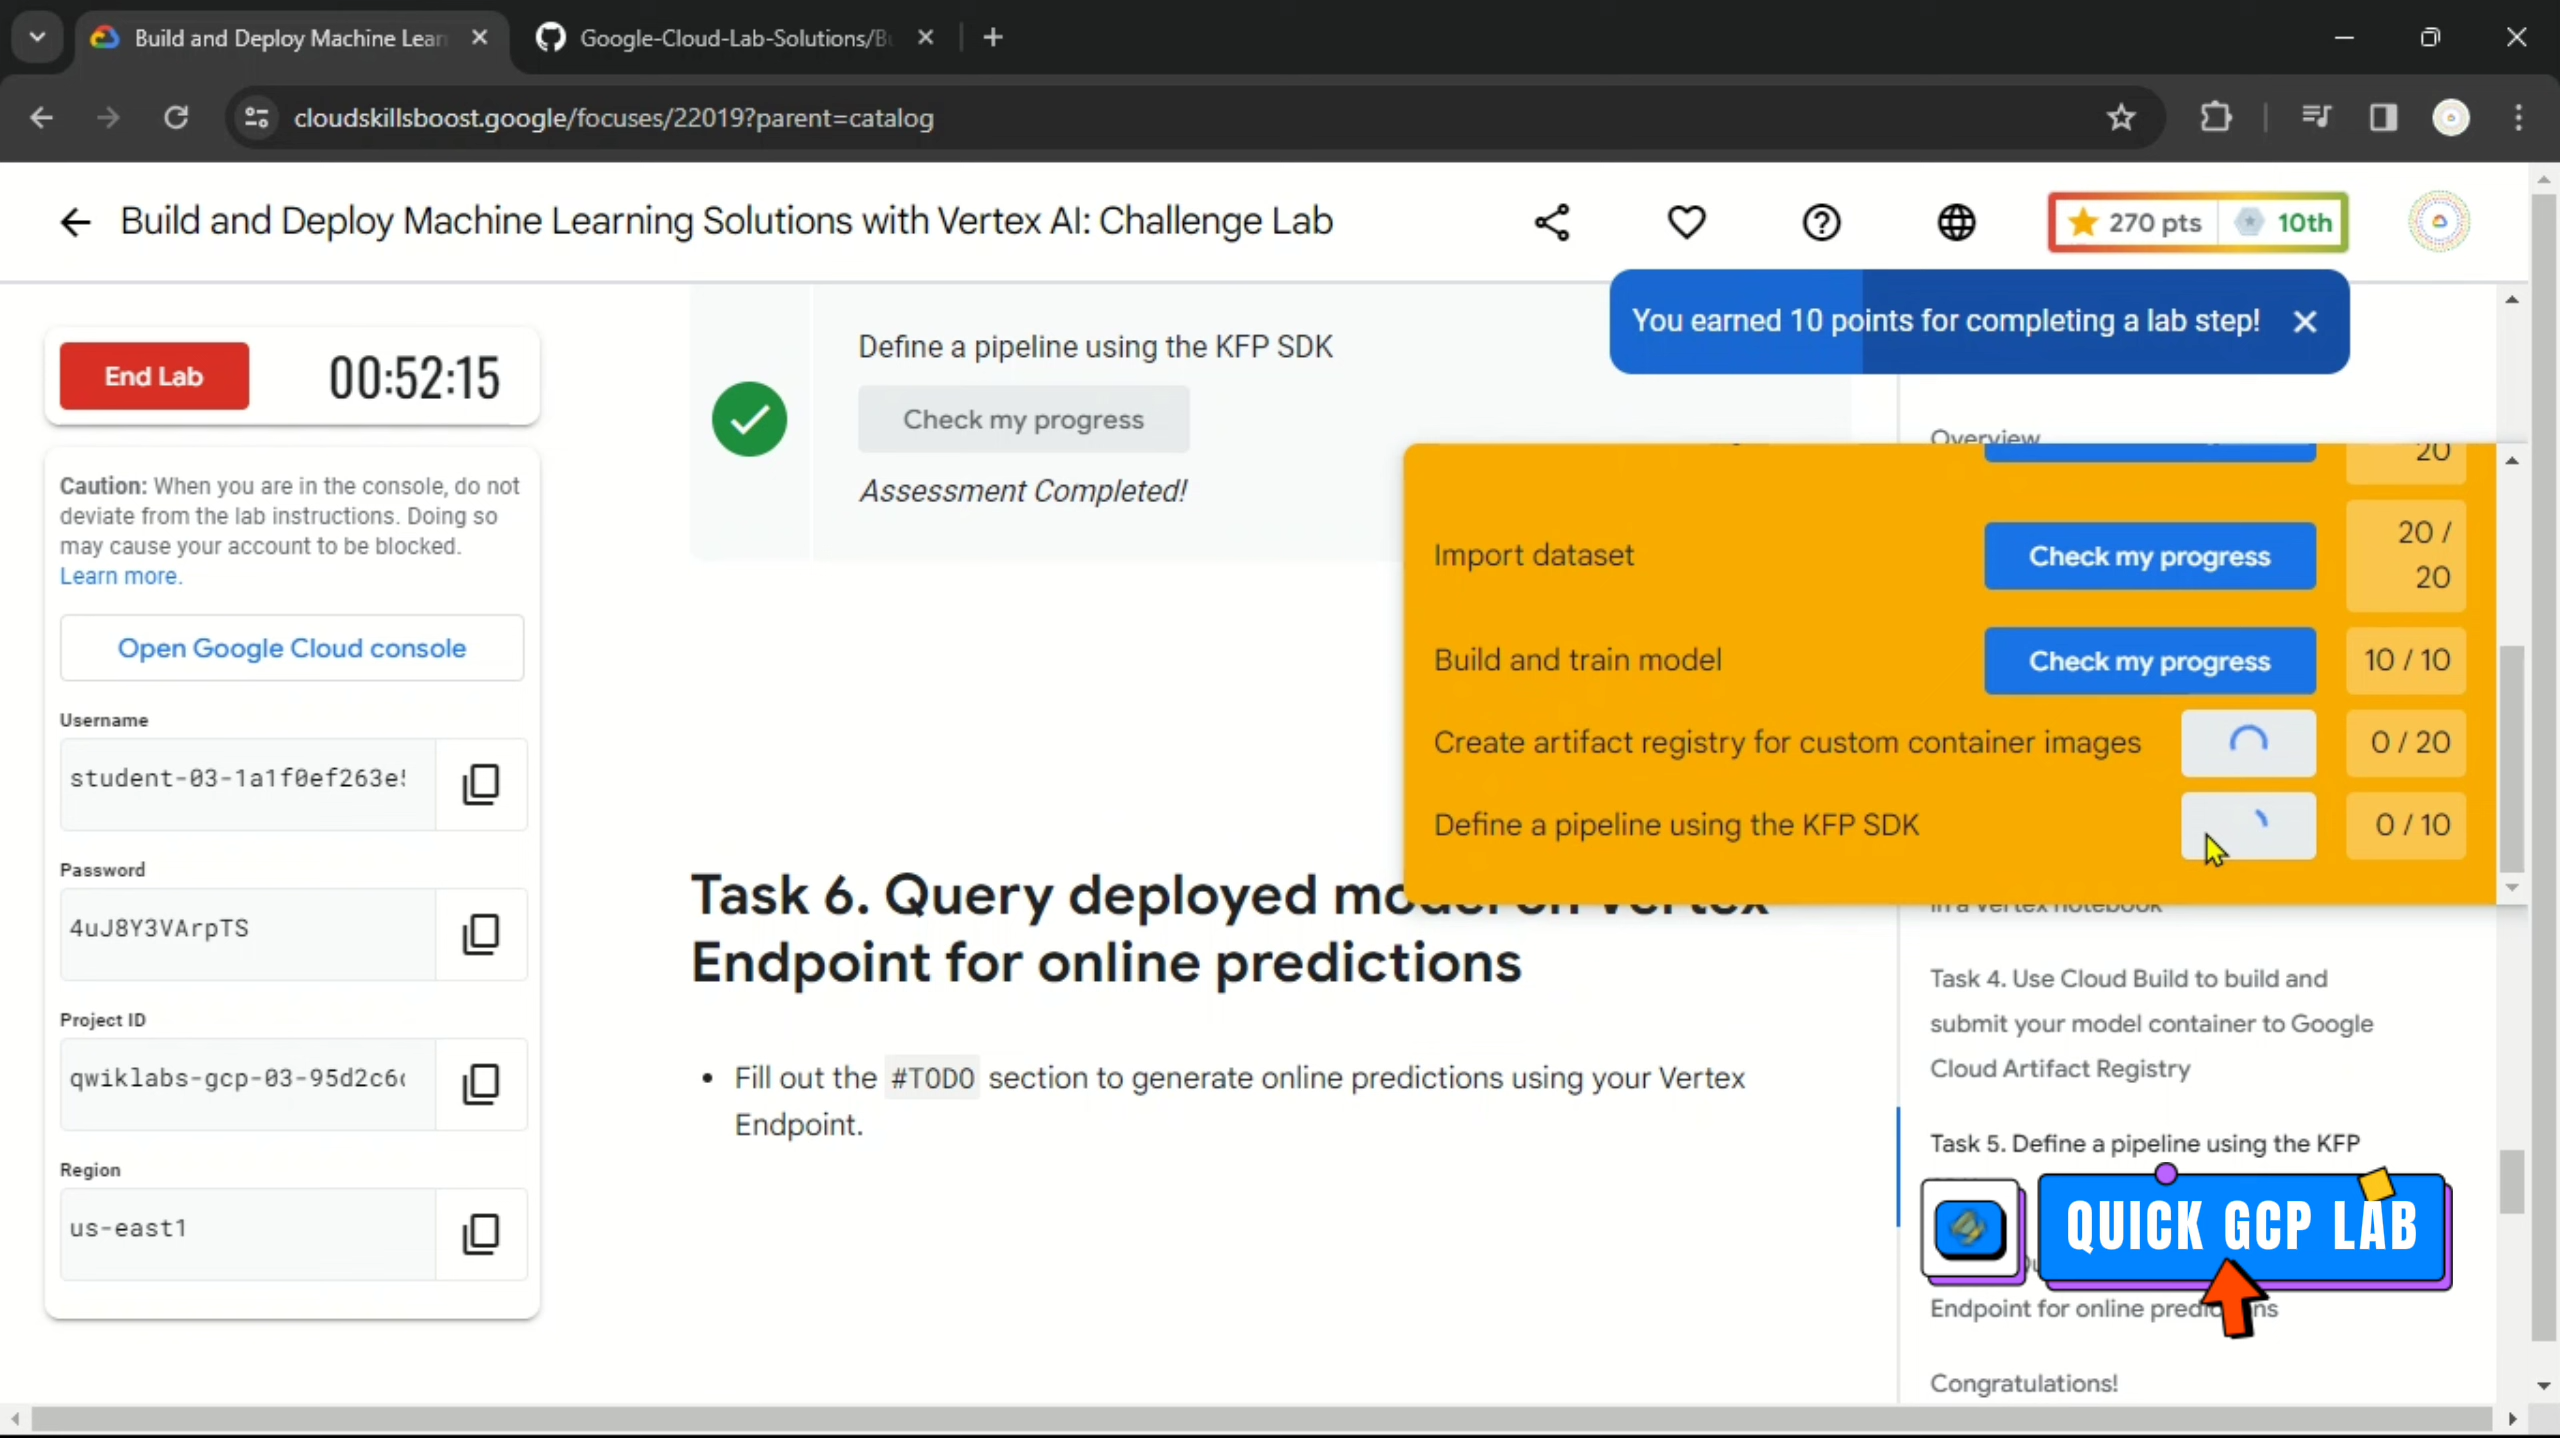 Build and Deploy Machine Lear
Google-Cloud-Lab-Solutions/B
cloudskillsboost.google/focuses/22019?parent=catalog
Build and Deploy Machine Learning Solutions with Vertex AI: Challenge Lab
270 pts
10th
You earned 10 points for completing a lab step!
End Lab
00:52:15
Caution: When you are in the console, do not
deviate from the lab instructions. Doing so
may cause your account to be blocked.
Learn more.
Open Google Cloud console
Username
student-03-1a1f0ef263e
Password
4uJ8Y3VArpTS
Project ID
qwiklabs-gcp-03-95d2c6
Region
us-east1
Define a pipeline using the KFP SDK
Check my progress
Assessment Completed!
Overview
20
Import dataset
Check my progress
20 /
20
Build and train model
Check my progress
10 / 10
Create artifact registry for custom container images
0 / 20
Define a pipeline using the KFP SDK
0 / 10
Task 6. Query deployed model on Vertex
Endpoint for online predictions
• Fill out the #TODO section to generate online predictions using your Vertex
Endpoint.
in a Vertex notebook
Task 4. Use Cloud Build to build and
submit your model container to Google
Cloud Artifact Registry
Task 5. Define a pipeline using the KFP
QUICK GCP LAB
Endpoint for online predictions
Congratulations!